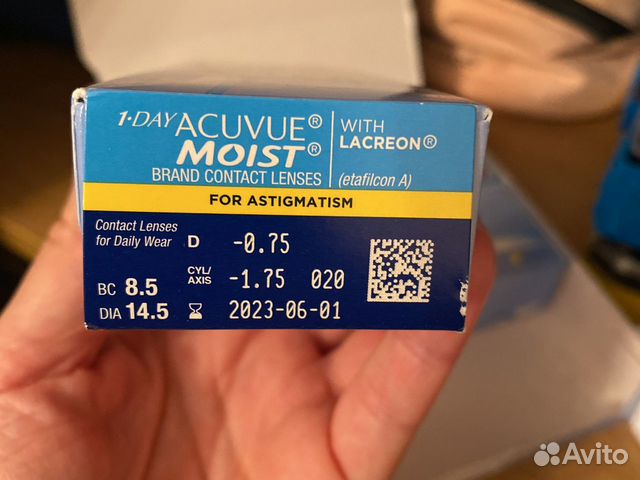 1·DAY ACUVUE®
MOIST®
BRAND CONTACT LENSES
WITH
LACREON®
(etafilcon A)
FOR ASTIGMATISM
Contact Lenses
for Daily Wear
D -0.75
CYL/
AXIS -1.75 020
BC 8.5
DIA 14.5
2023-06-01
Avito